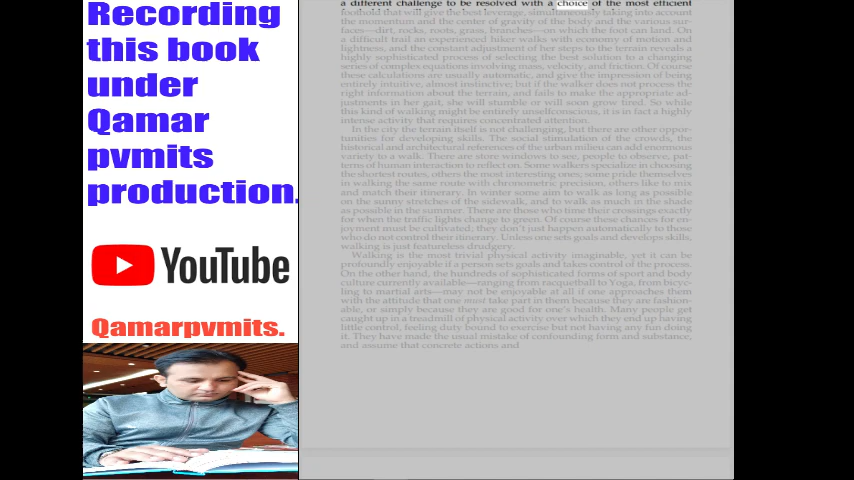 Recording
this book
under
Qamar
pvmits
production.
YouTube
Qamarpvmits.
a different challenge to be resolved with a choice of the most efficient
foothold that will give the best leverage, simultaneously taking into account
the momentum and the center of gravity of the body and the various sur-
faces—dirt, rocks, roots, grass, branches—on which the foot can land. On
a difficult trail an experienced hiker walks with economy of motion and
lightness, and the constant adjustment of her steps to the terrain reveals a
highly sophisticated process of selecting the best solution to a changing
series of complex equations involving mass, velocity, and friction. Of course
these calculations are usually automatic, and give the impression of being
entirely intuitive, almost instinctive; but if the walker does not process the
right information about the terrain, and fails to make the appropriate ad-
justments in her gait, she will stumble or will soon grow tired. So while
this kind of walking might be entirely unselfconscious, it is in fact a highly
intense activity that requires concentrated attention.
In the city the terrain itself is not challenging, but there are other oppor-
tunities for developing skills. The social stimulation of the crowds, the
historical and architectural references of the urban milieu can add enormous
variety to a walk. There are store windows to see, people to observe, pat-
terns of human interaction to reflect on. Some walkers specialize in choosing
the shortest routes, others the most interesting ones; some pride themselves
in walking the same route with chronometric precision, others like to mix
and match their itinerary. In winter some aim to walk as long as possible
on the sunny stretches of the sidewalk, and to walk as much in the shade
as possible in the summer. There are those who time their crossings exactly
for when the traffic lights change to green. Of course these chances for en-
joyment must be cultivated; they don't just happen automatically to those
who do not control their itinerary. Unless one sets goals and develops skills,
walking is just featureless drudgery.
Walking is the most trivial physical activity imaginable, yet it can be
profoundly enjoyable if a person sets goals and takes control of the process.
On the other hand, the hundreds of sophisticated forms of sport and body
culture currently available—ranging from racquetball to Yoga, from bicyc-
ling to martial arts—may not be enjoyable at all if one approaches them
with the attitude that one must take part in them because they are fashion-
able, or simply because they are good for one's health. Many people get
caught up in a treadmill of physical activity over which they end up having
little control, feeling duty bound to exercise but not having any fun doing
it. They have made the usual mistake of confounding form and substance,
and assume that concrete actions and